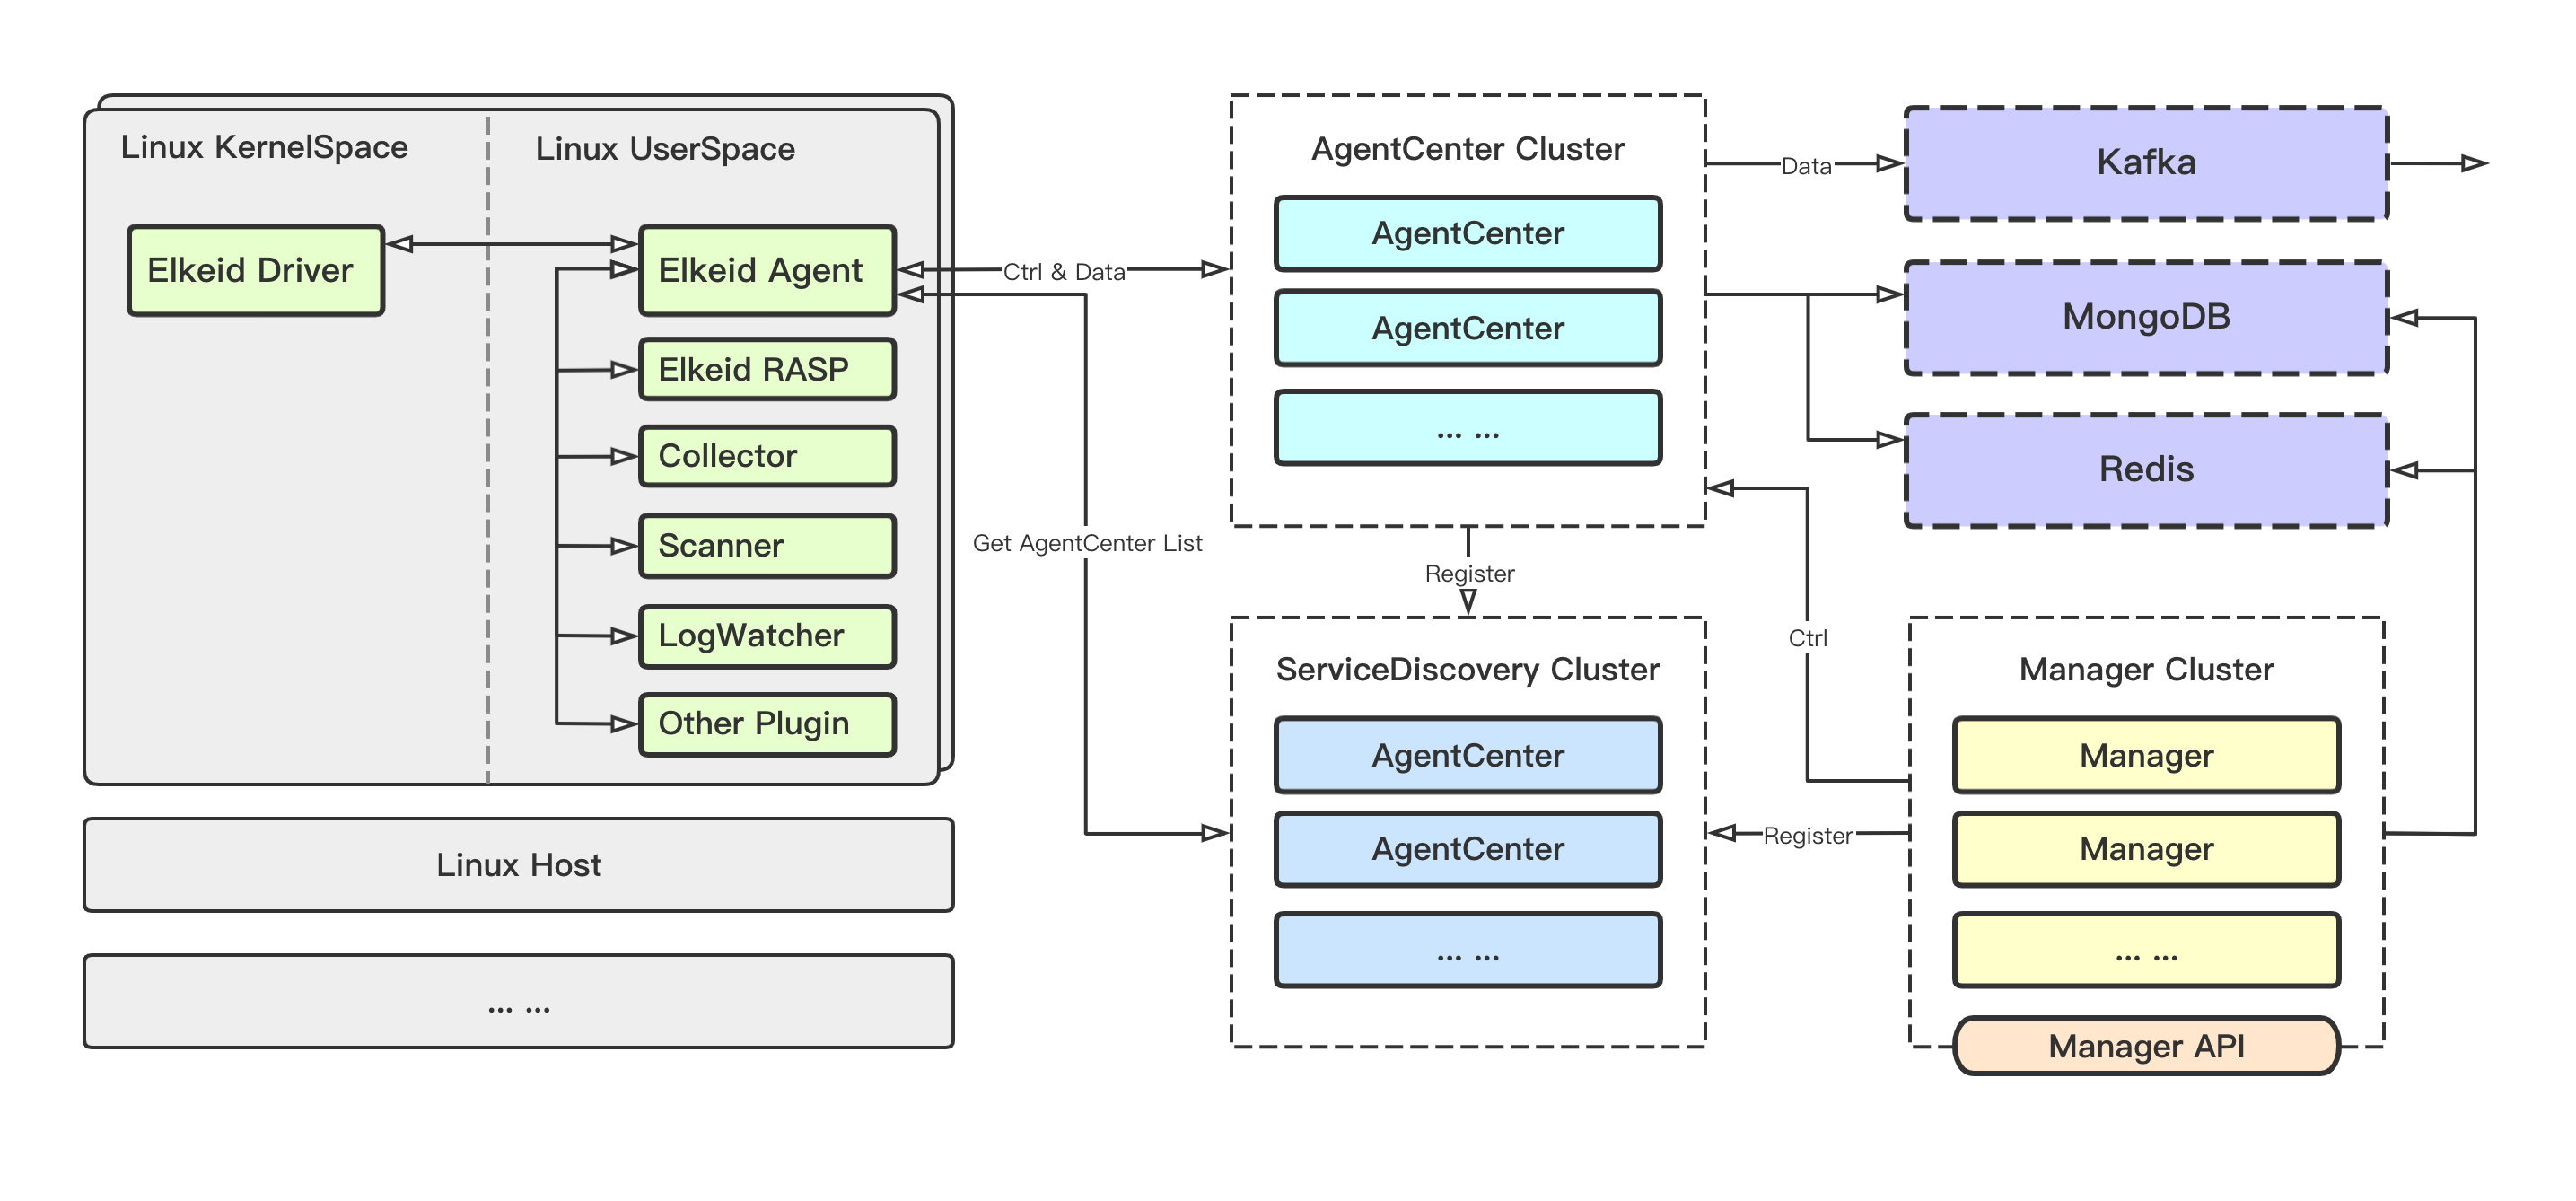 Linux KernelSpace
Linux UserSpace
Elkeid Driver
Elkeid Agent
Elkeid RASP
Collector
Scanner
LogWatcher
Other Plugin
Linux Host
... ...
Ctrl & Data
Get AgentCenter List
AgentCenter Cluster
AgentCenter
AgentCenter
... ...
Register
ServiceDiscovery Cluster
AgentCenter
AgentCenter
... ...
Data
Kafka
MongoDB
Redis
Ctrl
Register
Manager Cluster
Manager
Manager
... ...
Manager API